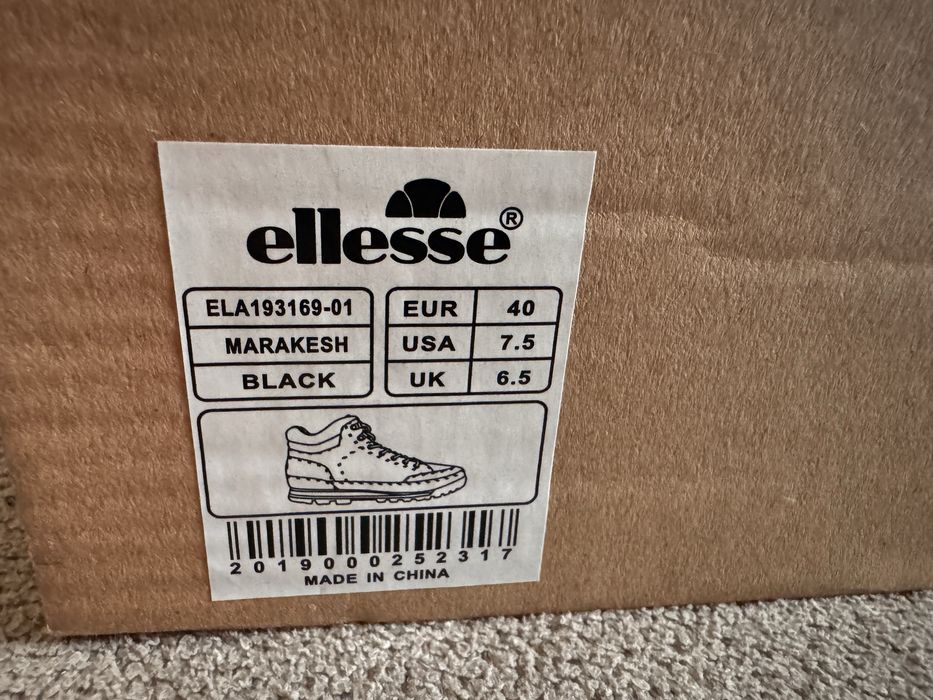 ellesse®
ELA193169-01
MARAKESH
BLACK
EUR 40
USA 7.5
UK 6.5
2019000252317
MADE IN CHINA